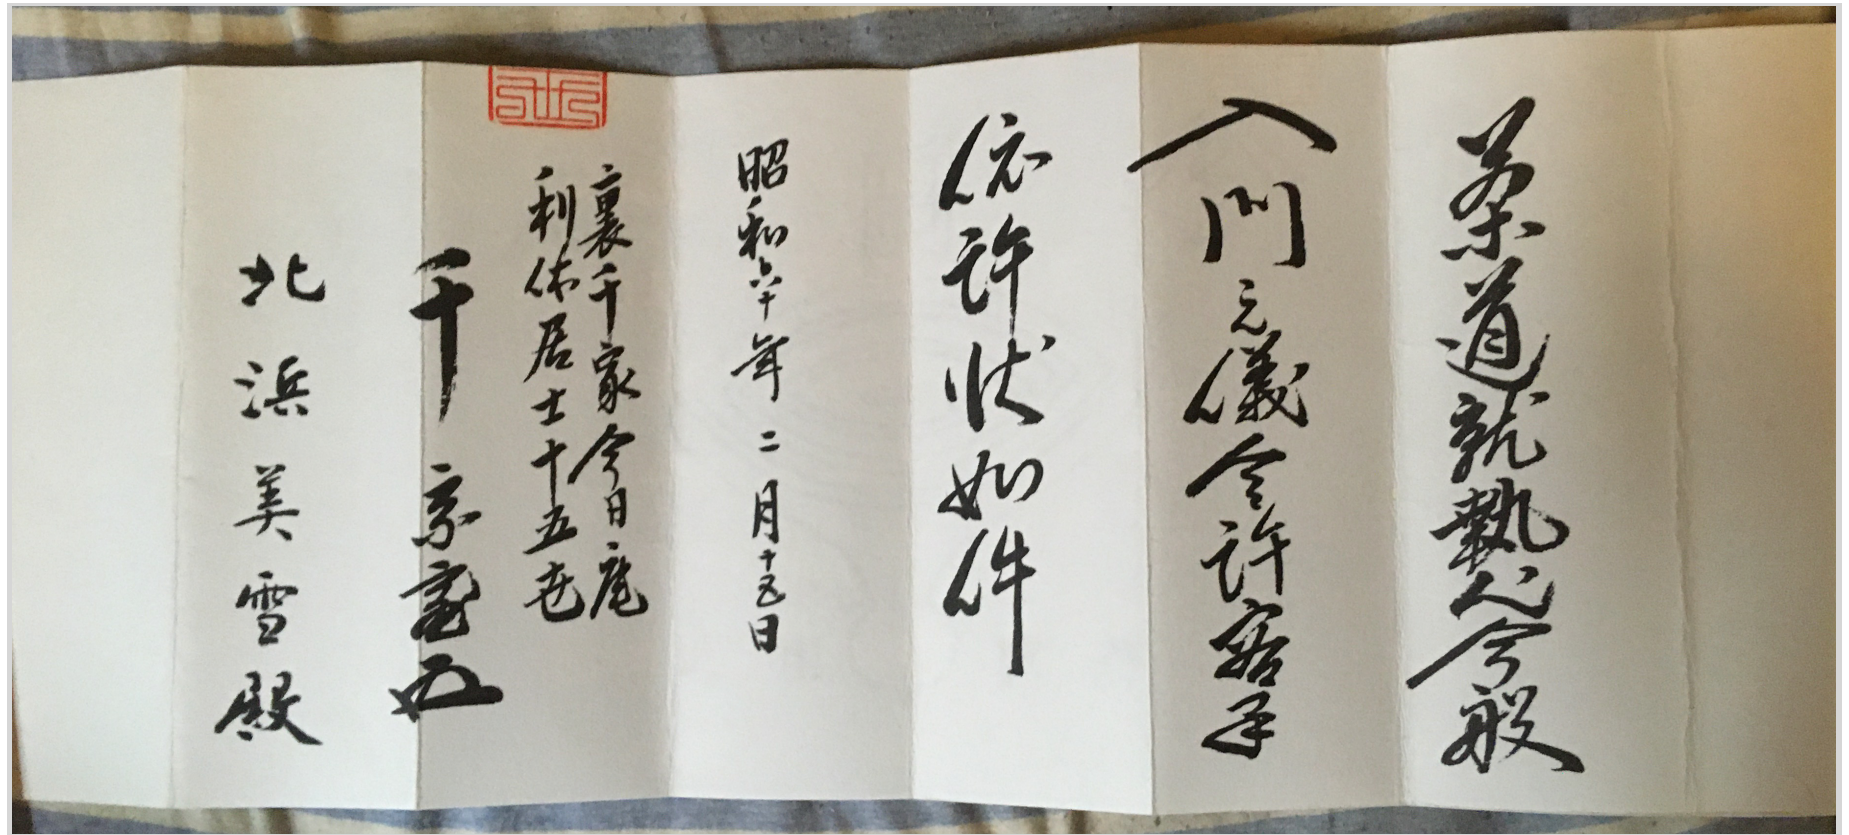 茶道就執心今般
入門之儀令許容畢
依許状如件
昭和六十年二月十五日
裏千家今日庵
利休居士十五世
千宗室
北浜美雪殿